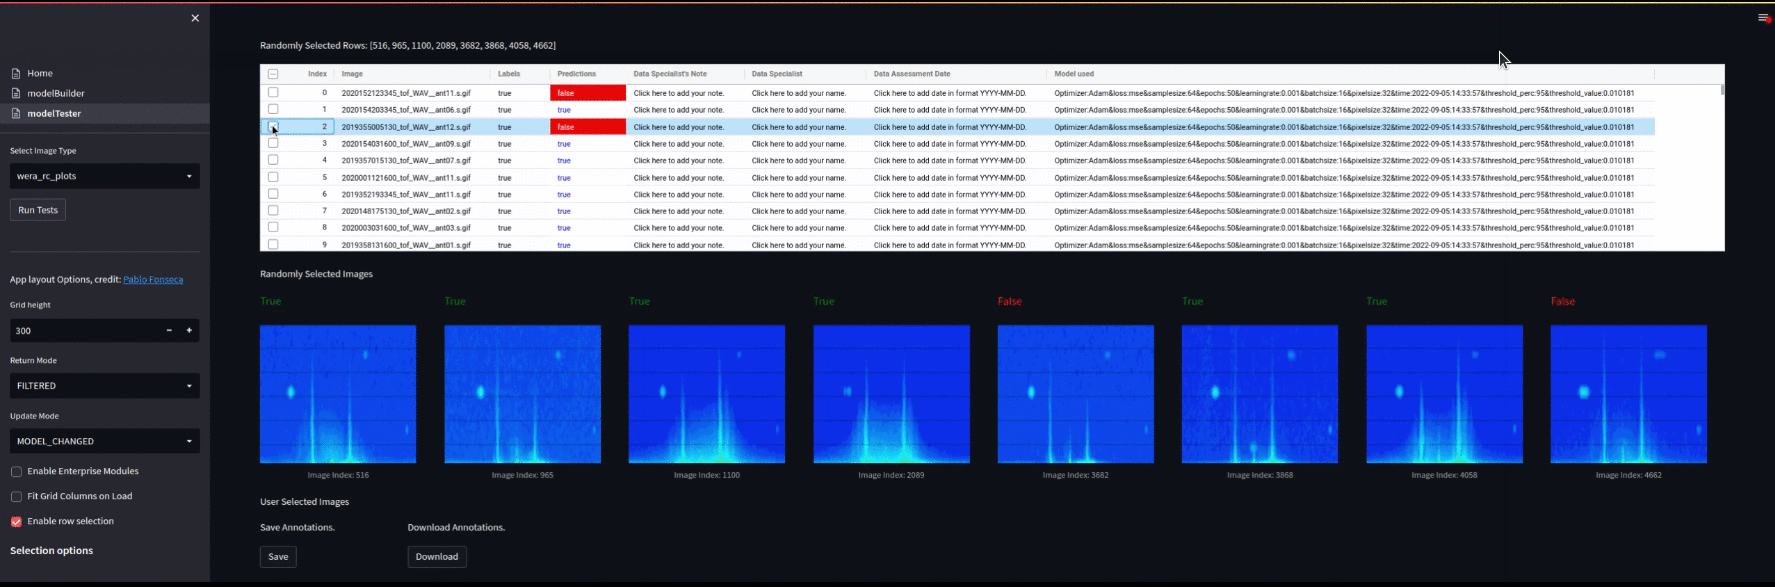 Home
modelBuilder
modelTester
Select Image Type
wera_rc_plots
Run Tests
App layout Options, credit: Pablo Fonseca
Grid height
300
Return Mode
FILTERED
Update Mode
MODEL_CHANGED
Enable Enterprise Modules
Fit Grid Columns on Load
Enable row selection
Selection options
Randomly Selected Rows: [516, 965, 1100, 2089, 3682, 3868, 4058, 4662]
Index Image Labels Predictions Data Specialist's Note Data Specialist Data Assessment Date Model used
0 2020152123345_tof_WAV__ant11.s.gif true false Click here to add your note. Click here to add your name. Click here to add date in format YYYY-MM-DD. Optimizer:Adam&loss:mse&samplesize:64&epochs:50&learningrate:0.001&batchsize:16&pixelsize:32&time:2022-09-05:14:33:57&threshold_perc:95&threshold_value:0.010181
1 2020154203345_tof_WAV__ant06.s.gif true true Click here to add your note. Click here to add your name. Click here to add date in format YYYY-MM-DD. Optimizer:Adam&loss:mse&samplesize:64&epochs:50&learningrate:0.001&batchsize:16&pixelsize:32&time:2022-09-05:14:33:57&threshold_perc:95&threshold_value:0.010181
2 2019355005130_tof_WAV__ant12.s.gif true false Click here to add your note. Click here to add your name. Click here to add date in format YYYY-MM-DD. Optimizer:Adam&loss:mse&samplesize:64&epochs:50&learningrate:0.001&batchsize:16&pixelsize:32&time:2022-09-05:14:33:57&threshold_perc:95&threshold_value:0.010181
3 2020154031600_tof_WAV__ant09.s.gif true true Click here to add your note. Click here to add your name. Click here to add date in format YYYY-MM-DD. Optimizer:Adam&loss:mse&samplesize:64&epochs:50&learningrate:0.001&batchsize:16&pixelsize:32&time:2022-09-05:14:33:57&threshold_perc:95&threshold_value:0.010181
4 2019357015130_tof_WAV__ant07.s.gif true true Click here to add your note. Click here to add your name. Click here to add date in format YYYY-MM-DD. Optimizer:Adam&loss:mse&samplesize:64&epochs:50&learningrate:0.001&batchsize:16&pixelsize:32&time:2022-09-05:14:33:57&threshold_perc:95&threshold_value:0.010181
5 2020001121600_tof_WAV__ant11.s.gif true true Click here to add your note. Click here to add your name. Click here to add date in format YYYY-MM-DD. Optimizer:Adam&loss:mse&samplesize:64&epochs:50&learningrate:0.001&batchsize:16&pixelsize:32&time:2022-09-05:14:33:57&threshold_perc:95&threshold_value:0.010181
6 2019352193345_tof_WAV__ant11.s.gif true true Click here to add your note. Click here to add your name. Click here to add date in format YYYY-MM-DD. Optimizer:Adam&loss:mse&samplesize:64&epochs:50&learningrate:0.001&batchsize:16&pixelsize:32&time:2022-09-05:14:33:57&threshold_perc:95&threshold_value:0.010181
7 2020148175130_tof_WAV__ant02.s.gif true true Click here to add your note. Click here to add your name. Click here to add date in format YYYY-MM-DD. Optimizer:Adam&loss:mse&samplesize:64&epochs:50&learningrate:0.001&batchsize:16&pixelsize:32&time:2022-09-05:14:33:57&threshold_perc:95&threshold_value:0.010181
8 2020003031600_tof_WAV__ant03.s.gif true true Click here to add your note. Click here to add your name. Click here to add date in format YYYY-MM-DD. Optimizer:Adam&loss:mse&samplesize:64&epochs:50&learningrate:0.001&batchsize:16&pixelsize:32&time:2022-09-05:14:33:57&threshold_perc:95&threshold_value:0.010181
9 2019358131600_tof_WAV__ant01.s.gif true true Click here to add your note. Click here to add your name. Click here to add date in format YYYY-MM-DD. Optimizer:Adam&loss:mse&samplesize:64&epochs:50&learningrate:0.001&batchsize:16&pixelsize:32&time:2022-09-05:14:33:57&threshold_perc:95&threshold_value:0.010181
Randomly Selected Images
True True True True False True True False
Image Index: 516 Image Index: 965 Image Index: 1100 Image Index: 2089 Image Index: 3682 Image Index: 3868 Image Index: 4058 Image Index: 4662
User Selected Images
Save Annotations. Download Annotations.
Save Download